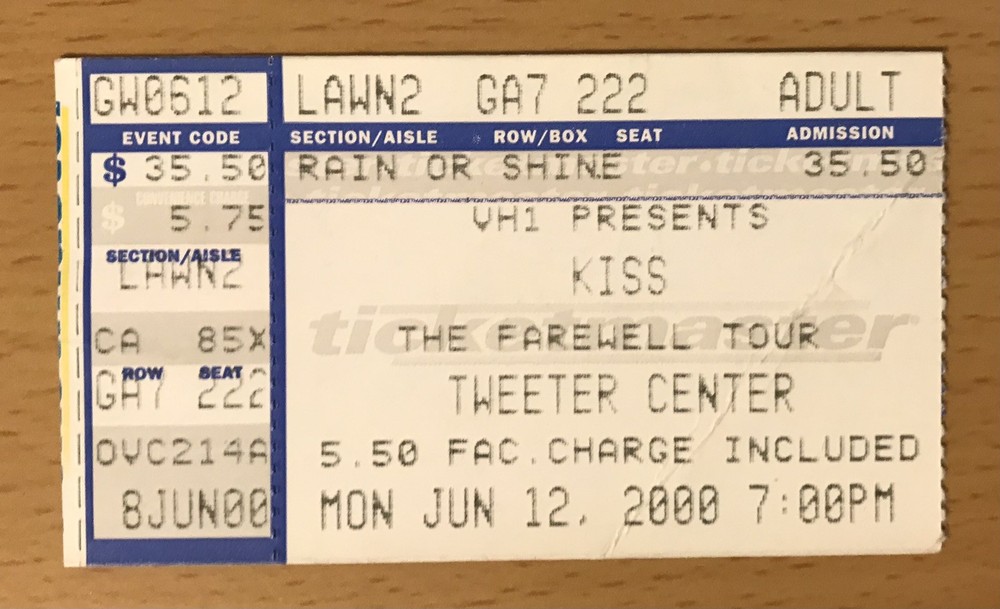 GW0612
EVENT CODE
$ 35.50
CONVENIENCE CHARGE
$ 5.75
SECTION/AISLE
LAWN2
CA 85X
ROW SEAT
GA7 222
OVC214A
8JUN00
LAWN2 GA7 222 ADULT
SECTION/AISLE ROW/BOX SEAT ADMISSION
RAIN OR SHINE 35.50
VH1 PRESENTS
KISS
ticketmaster
THE FAREWELL TOUR
TWEETER CENTER
5.50 FAC.CHARGE INCLUDED
MON JUN 12, 2000 7:00PM